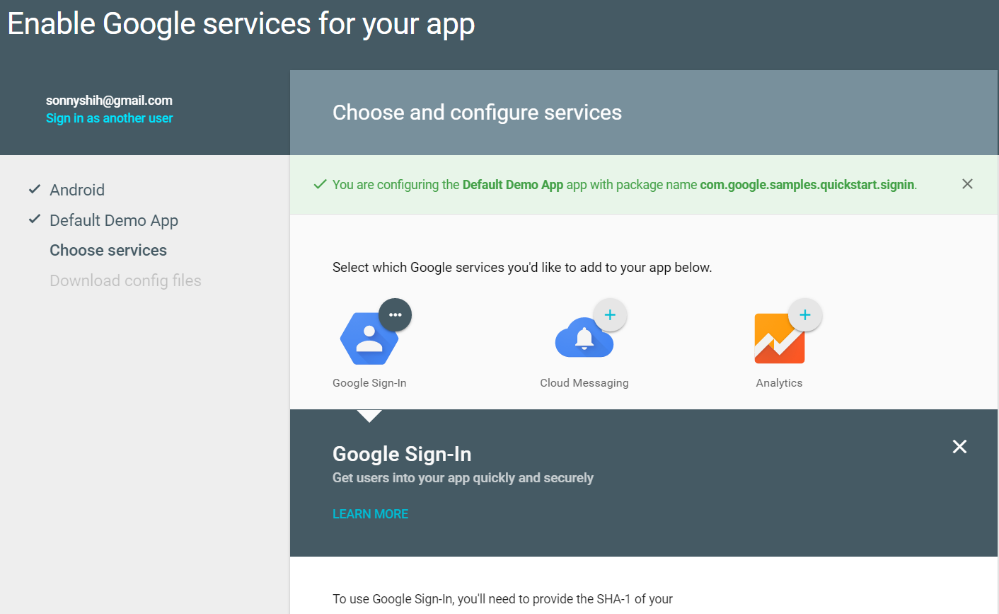 Enable Google services for your app
sonnyshih@gmail.com
Sign in as another user
Android
Default Demo App
Choose services
Download config files
Choose and configure services
You are configuring the Default Demo App app with package name com.google.samples.quickstart.signin.
Select which Google services you'd like to add to your app below.
Google Sign-In
Cloud Messaging
Analytics
Google Sign-In
Get users into your app quickly and securely
LEARN MORE
To use Google Sign-In, you'll need to provide the SHA-1 of your